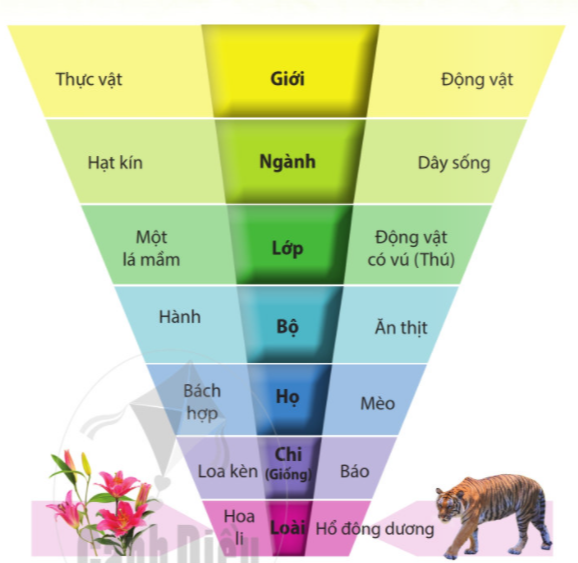 Thực vật Giới Động vật
Hạt kín Ngành Dây sống
Một
lá mầm
Lớp
Động vật
có vú (Thú)
Hành Bộ Ăn thịt
Bách
hợp
Họ
Mèo
Loa kèn
Chi
(Giống)
Báo
Hoa
li
Loài
Hổ đông dương
Cánh Diều